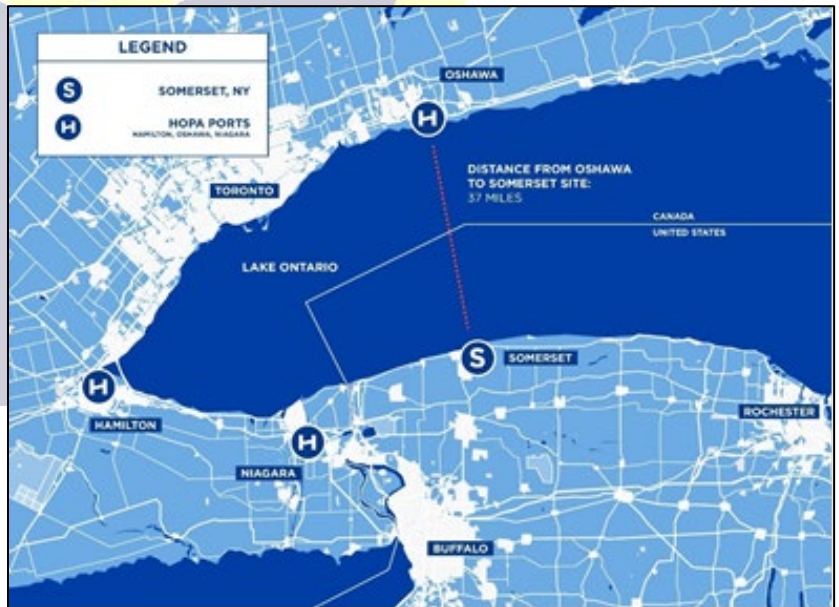 LEGEND
S
SOMERSET, NY
H
HOPA PORTS
HAMILTON, OSHAWA, NIAGARA
OSHAWA
H
TORONTO
DISTANCE FROM OSHAWA
TO SOMERSET SITE:
37 MILES
CANADA
UNITED STATES
LAKE ONTARIO
S
SOMERSET
H
HAMILTON
ROCHESTER
H
NIAGARA
BUFFALO